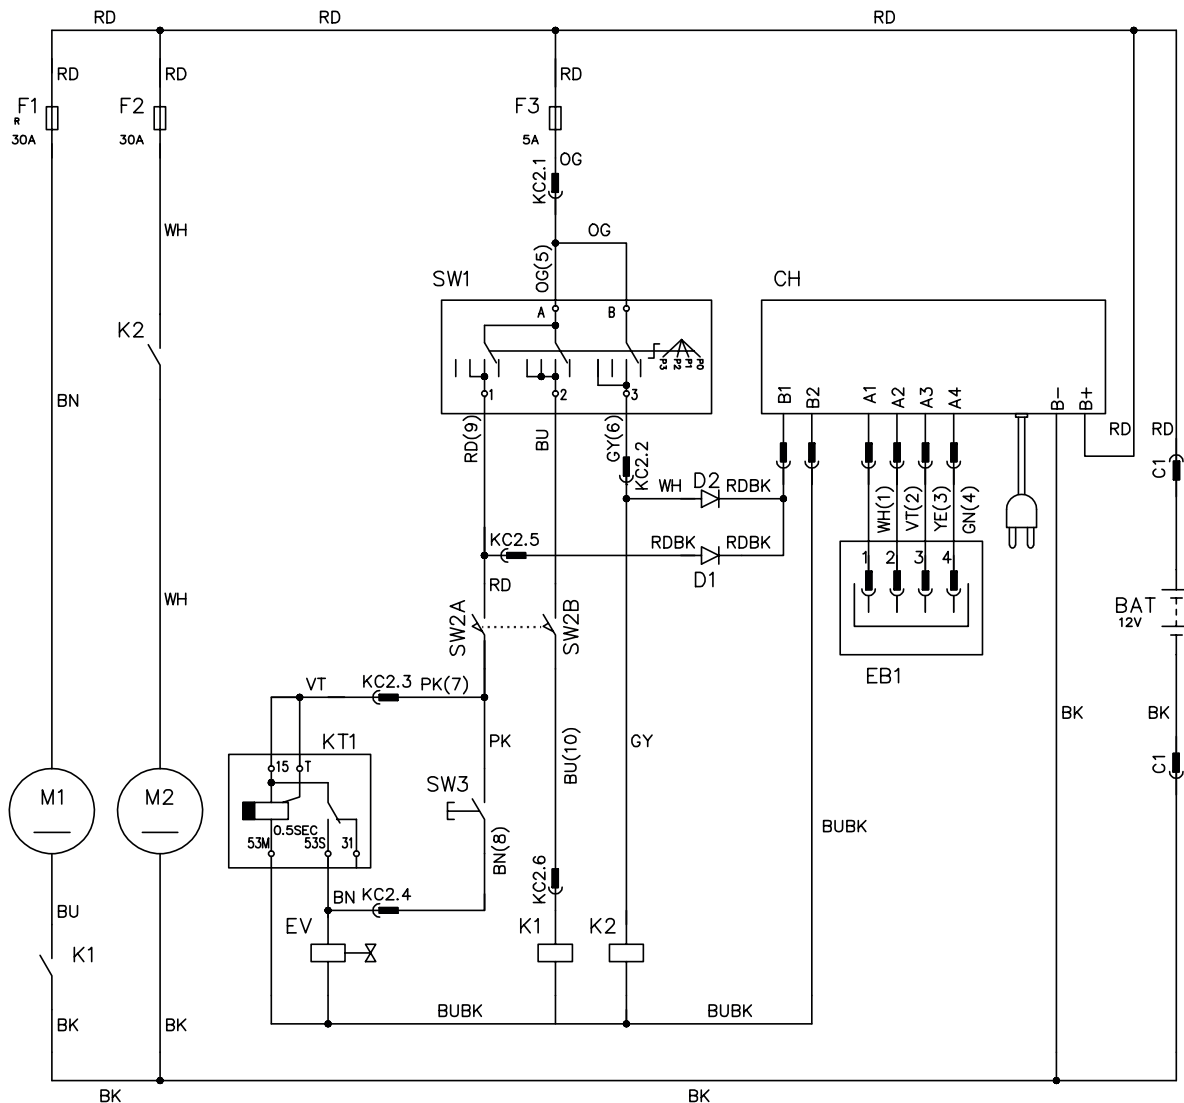 RD RD RD
RD RD RD
F1 F2 F3
R
30A 30A 5A
OG
KC2.1
WH OG
OG(5)
SW1 CH
A B
K2
P3 P2 P1 P0
1 2 3
B1 B2 A1 A2 A3 A4 B- B+
BN
RD(9) BU GY(6) KC2.2
RD RD
C1
WH D2 RDBK
WH(1) VT(2) YE(3) GN(4)
KC2.5 RDBK RDBK
D1
1 2 3 4
RD
WH
SW2A SW2B
BAT
12V
EB1
VT KC2.3 PK(7)
BK BK
KT1 PK BU(10) GY
15 T
C1
M1 M2
SW3
0.5SEC
53M 53S 31
BN(8)
BUBK
KC2.6
BN KC2.4
BU
EV K1 K2
K1
BUBK BUBK
BK BK
BK BK